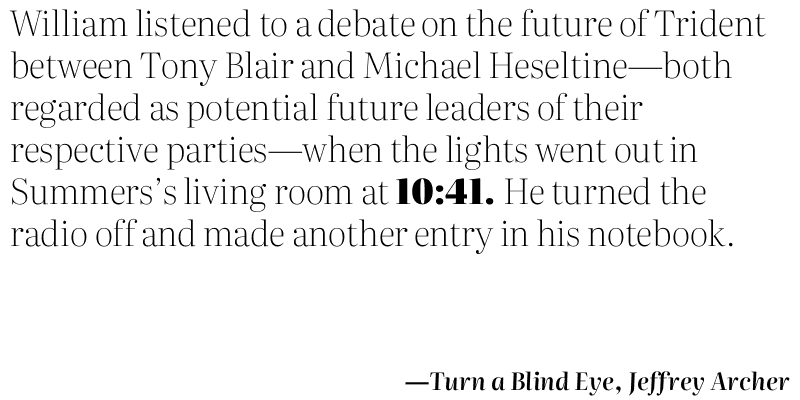 William listened to a debate on the future of Trident
between Tony Blair and Michael Heseltine—both
regarded as potential future leaders of their
respective parties—when the lights went out in
Summers’s living room at 10:41. He turned the
radio off and made another entry in his notebook.
—Turn a Blind Eye, Jeffrey Archer